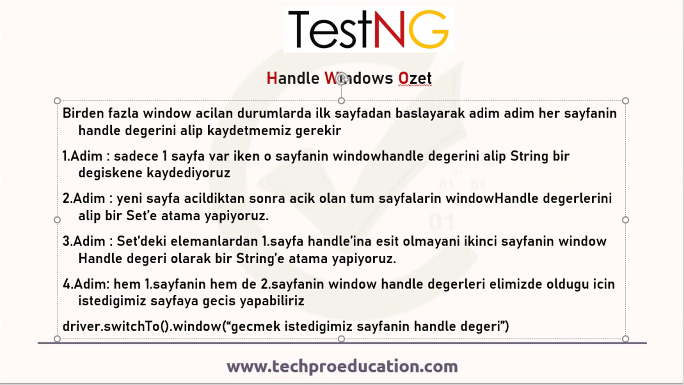 TestNG
Handle Windows Ozet
Birden fazla window acilan durumlarda ilk sayfadan baslayarak adim adim her sayfanin
handle degerini alip kaydetmemiz gerekir
1.Adim : sadece 1 sayfa var iken o sayfanin windowhandle degerini alip String bir
degiskene kaydediyoruz
2.Adim : yeni sayfa acildiktan sonra acik olan tum sayfalarin windowHandle degerlerini
alip bir Set’e atama yapiyoruz.
3.Adim : Set’deki elemanlardan 1.sayfa handle’ina esit olmayani ikinci sayfanin window
Handle degeri olarak bir String’e atama yapiyoruz.
4.Adim: hem 1.sayfanin hem de 2.sayfanin window handle degerleri elimizde oldugu icin
istedigimiz sayfaya gecis yapabiliriz
driver.switchTo().window(“gecmek istedigimiz sayfanin handle degeri”)
www.techproeducation.com